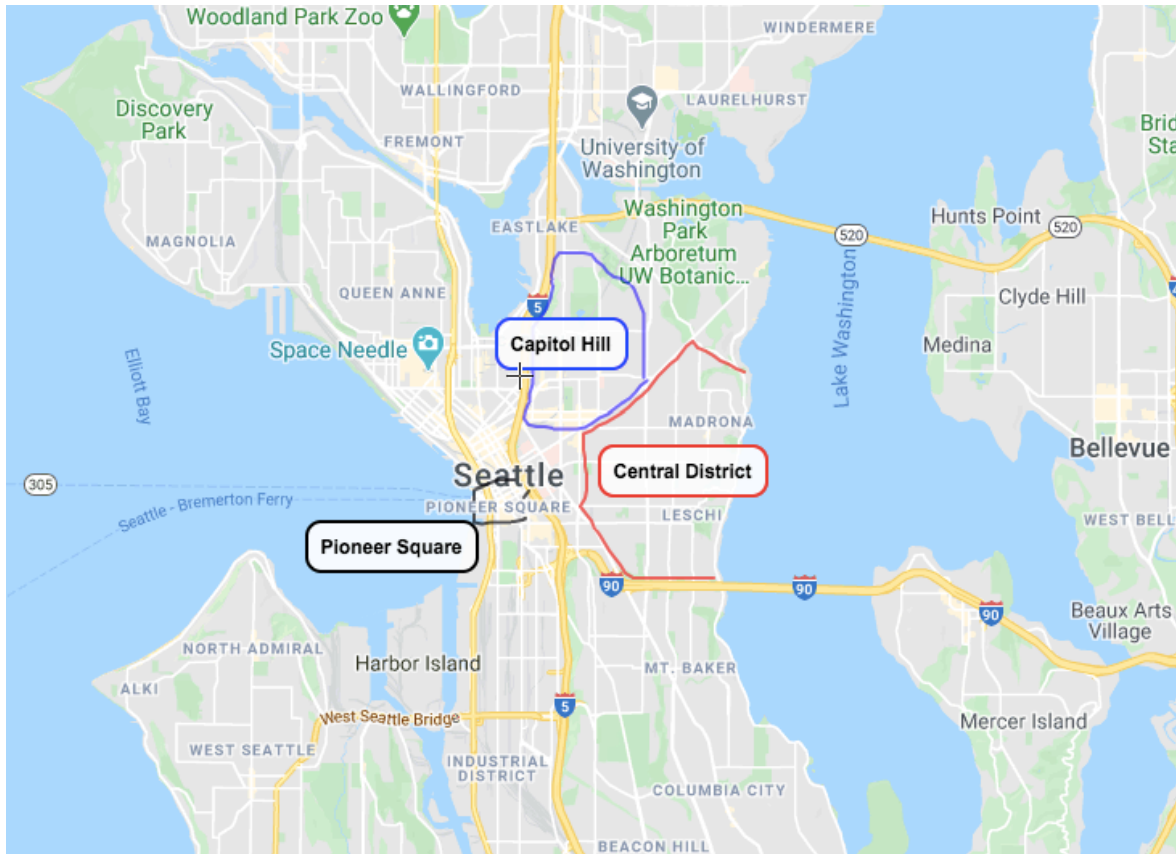 Woodland Park Zoo
WINDERMERE
WALLINGFORD
LAURELHURST
Discovery
Park
FREMONT
University of
Washington
Washington
Park
Arboretum
UW Botanic...
EASTLAKE
MAGNOLIA
520
Hunts Point
520
QUEEN ANNE
5
Clyde Hill
Lake Washington
Space Needle
Capitol Hill
Medina
Elliott Bay
MADRONA
Bellevue
Seattle
Central District
305
Seattle - Bremerton Ferry
PIONEER SQUARE
LESCHI
WEST BELL
Pioneer Square
90
90
90
Beaux Arts
Village
NORTH ADMIRAL
Harbor Island
MT. BAKER
ALKI
5
West Seattle Bridge
Mercer Island
WEST SEATTLE
INDUSTRIAL
DISTRICT
COLUMBIA CITY
BEACON HILL